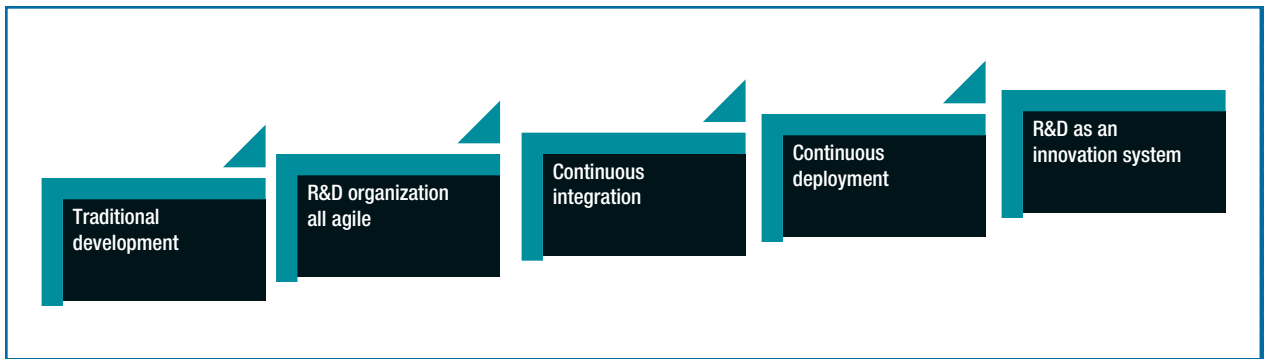 Traditional
development
R&D organization
all agile
Continuous
integration
Continuous
deployment
R&D as an
innovation system